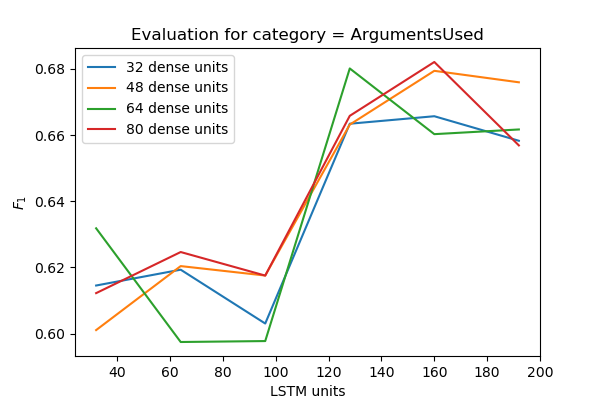 Evaluation for category = ArgumentsUsed
0.68
0.66
0.64
0.62
0.60
F1
32 dense units
48 dense units
64 dense units
80 dense units
40 60 80 100 120 140 160 180 200
LSTM units